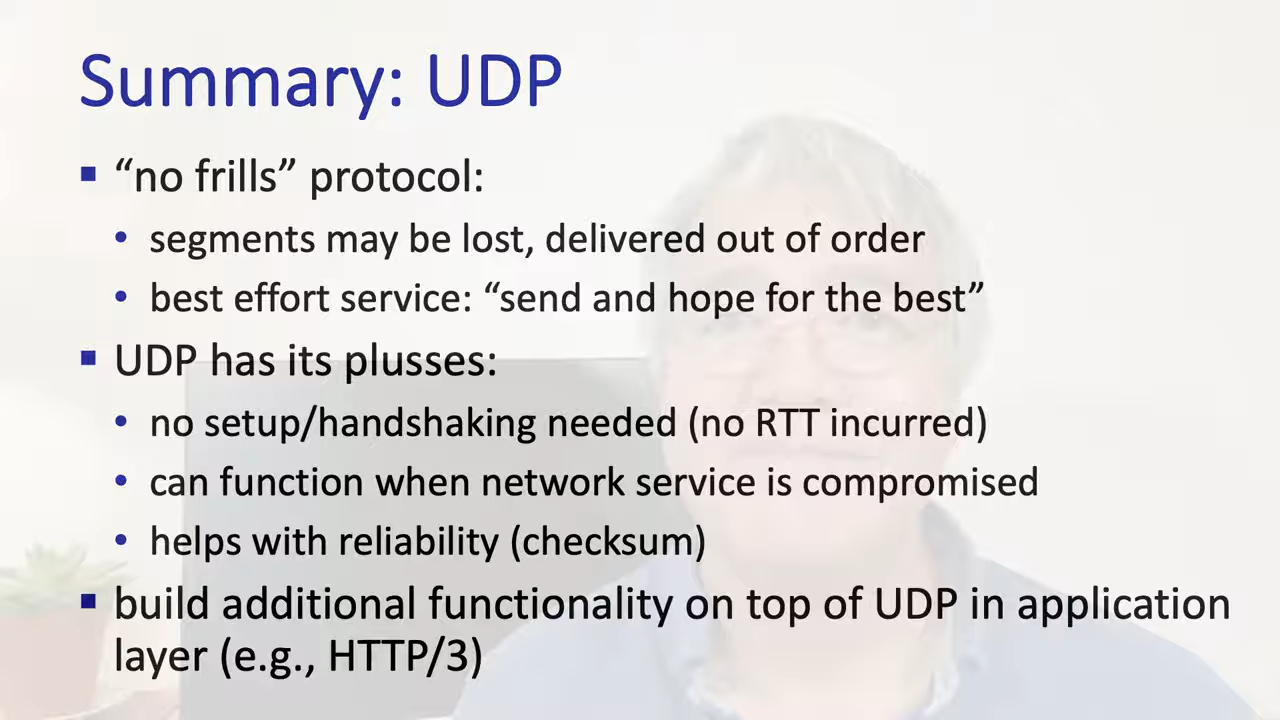 Summary: UDP
▪ “no frills” protocol:
• segments may be lost, delivered out of order
• best effort service: “send and hope for the best”
▪ UDP has its plusses:
• no setup/handshaking needed (no RTT incurred)
• can function when network service is compromised
• helps with reliability (checksum)
▪ build additional functionality on top of UDP in application
layer (e.g., HTTP/3)